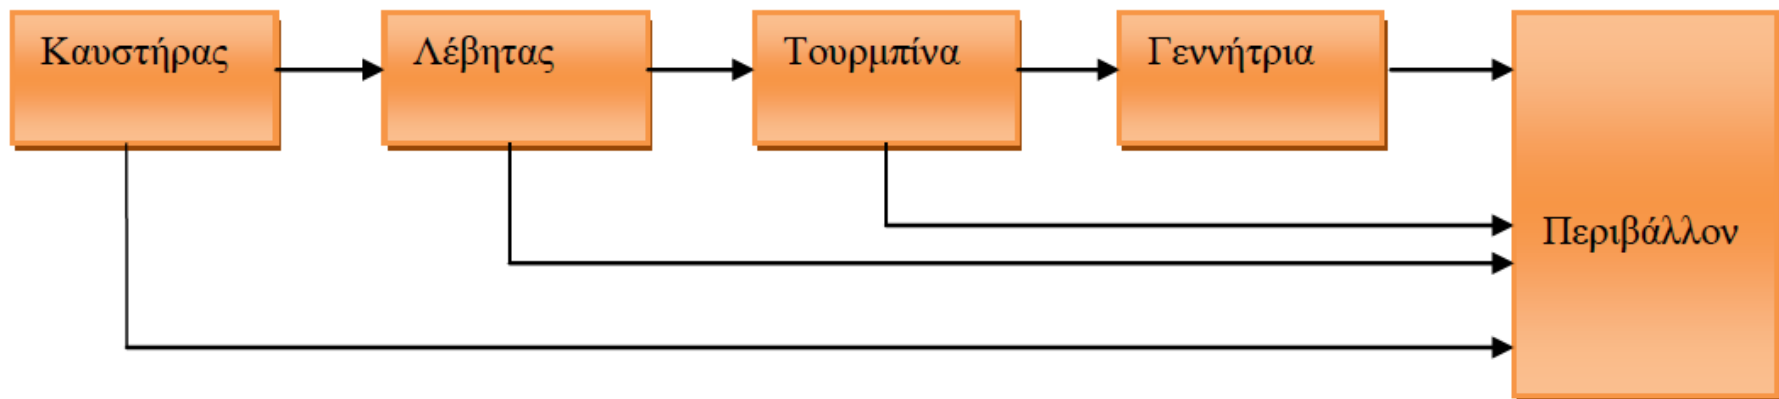 Καυστήρας
Λέβητας
Τουρμπίνα
Γεννήτρια
Περιβάλλον